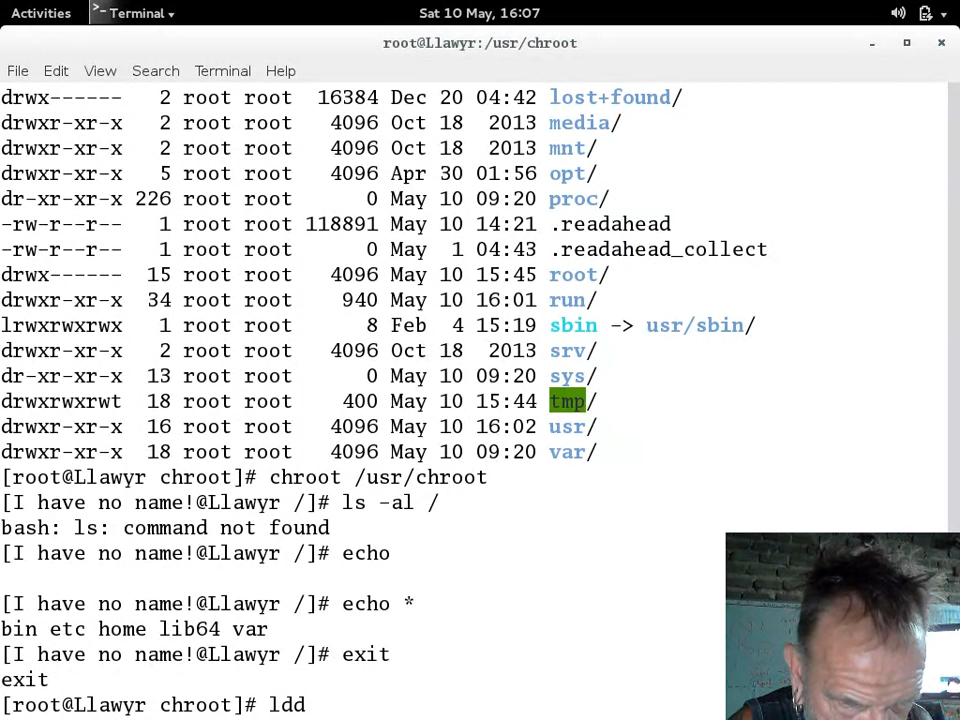 Activities >_ Terminal Sat 10 May, 16:07
root@Llawyr:/usr/chroot
File Edit View Search Terminal Help
drwx------ 2 root root 16384 Dec 20 04:42 lost+found/
drwxr-xr-x 2 root root 4096 Oct 18 2013 media/
drwxr-xr-x 2 root root 4096 Oct 18 2013 mnt/
drwxr-xr-x 5 root root 4096 Apr 30 01:56 opt/
dr-xr-xr-x 226 root root 0 May 10 09:20 proc/
-rw-r--r-- 1 root root 118891 May 10 14:21 .readahead
-rw-r--r-- 1 root root 0 May 1 04:43 .readahead_collect
drwx------ 15 root root 4096 May 10 15:45 root/
drwxr-xr-x 34 root root 940 May 10 16:01 run/
lrwxrwxrwx 1 root root 8 Feb 4 15:19 sbin -> usr/sbin/
drwxr-xr-x 2 root root 4096 Oct 18 2013 srv/
dr-xr-xr-x 13 root root 0 May 10 09:20 sys/
drwxrwxrwt 18 root root 400 May 10 15:44 tmp/
drwxr-xr-x 16 root root 4096 May 10 16:02 usr/
drwxr-xr-x 18 root root 4096 May 10 09:20 var/
[root@Llawyr chroot]# chroot /usr/chroot
[I have no name!@Llawyr /]# ls -al /
bash: ls: command not found
[I have no name!@Llawyr /]# echo
[I have no name!@Llawyr /]# echo *
bin etc home lib64 var
[I have no name!@Llawyr /]# exit
exit
[root@Llawyr chroot]# ldd